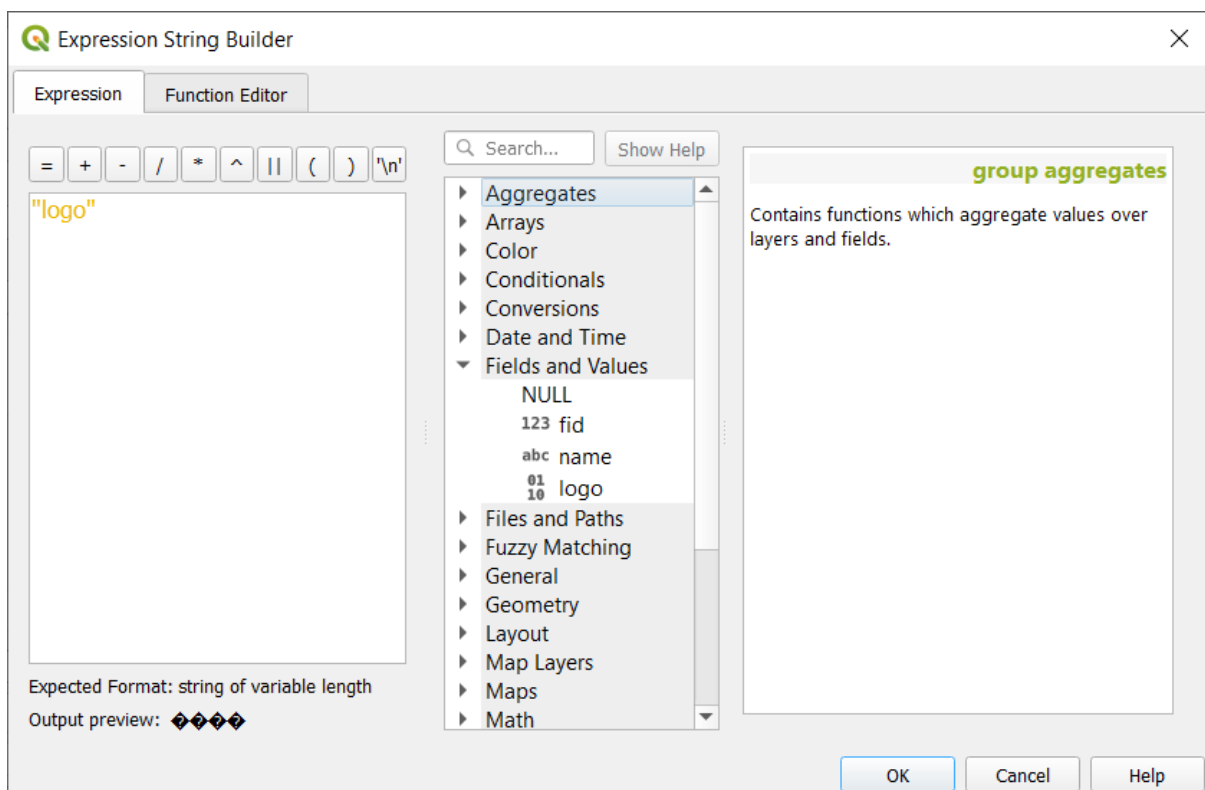 Expression String Builder
Expression
Function Editor
= + - / * ^ || ( ) '\n'
"logo"
Expected Format: string of variable length
Output preview: ����
Search...
Show Help
Aggregates
Arrays
Color
Conditionals
Conversions
Date and Time
Fields and Values
NULL
123 fid
abc name
01
10 logo
Files and Paths
Fuzzy Matching
General
Geometry
Layout
Map Layers
Maps
Math
group aggregates
Contains functions which aggregate values over
layers and fields.
OK
Cancel
Help